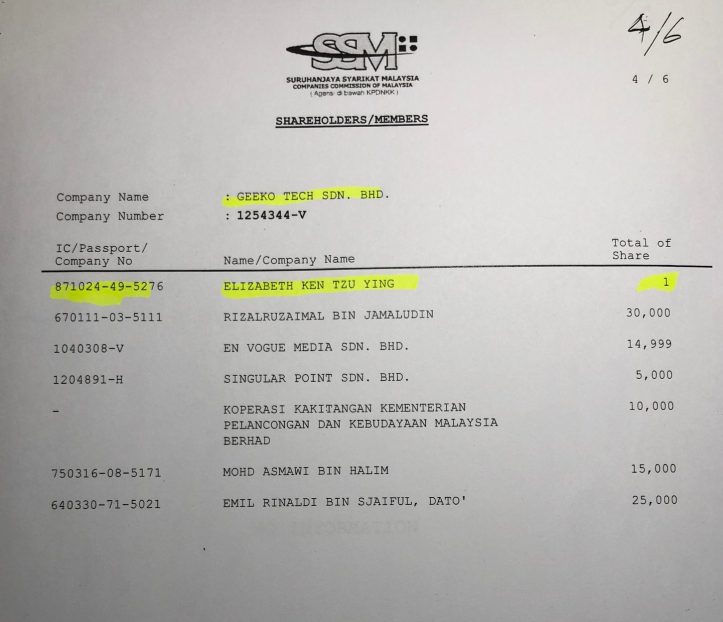 4/6
SSM
SURUHANJAYA SYARIKAT MALAYSIA
COMPANIES COMMISSION OF MALAYSIA
( Agensi di bawah KPDNKK )
4 / 6
SHAREHOLDERS/MEMBERS
Company Name : GEEKO TECH SDN. BHD.
Company Number : 1254344-V
IC/Passport/ Total of
Company No Name/Company Name Share
871024-49-5276 ELIZABETH KEN TZU YING 1
670111-03-5111 RIZALRUZAIMAL BIN JAMALUDIN 30,000
1040308-V EN VOGUE MEDIA SDN. BHD. 14,999
1204891-H SINGULAR POINT SDN. BHD. 5,000
- KOPERASI KAKITANGAN KEMENTERIAN 10,000
PELANCONGAN DAN KEBUDAYAAN MALAYSIA
BERHAD
750316-08-5171 MOHD ASMAWI BIN HALIM 15,000
640330-71-5021 EMIL RINALDI BIN SJAIFUL, DATO' 25,000